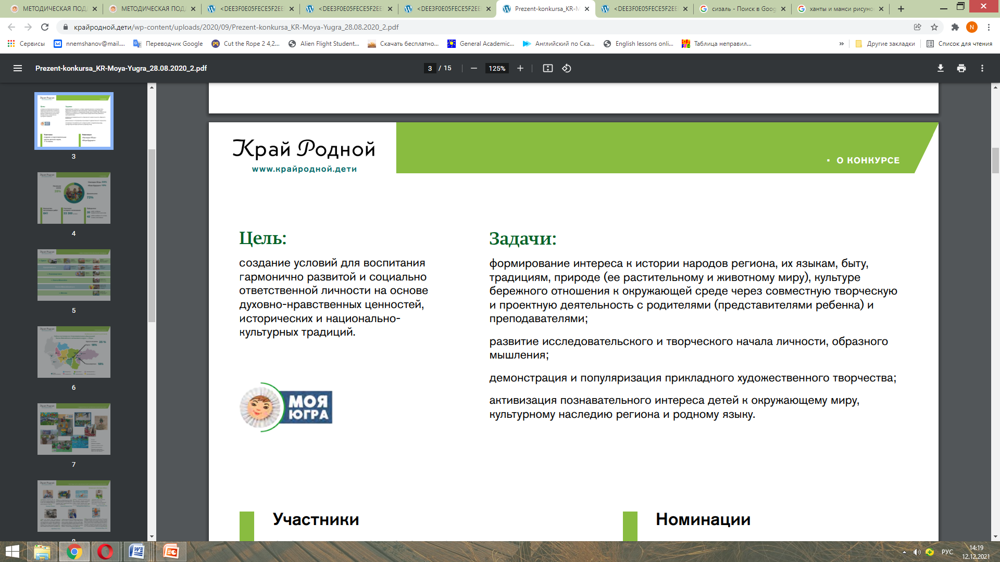 МЕТОДИЧЕСКАЯ ПОД
МЕТОДИЧЕСКАЯ ПОД
<DEE3F0E05FECE5F2EE
<DEE3F0E05FECE5F2EE
<DEE3F0E05FECE5F2EE
Prezent-konkursa_KR-M
<DEE3F0E05FECE5F2EE
сизаль - Поиск в Goog
ханты и манси рисуно
крайродной.дети/wp-content/uploads/2020/09/Prezent-konkursa_KR-Moya-Yugra_28.08.2020_2.pdf
N
Сервисы
nnemshanov@mail....
Переводчик Google
Cut the Rope 2 4,2...
Alien Flight Student...
Скачать бесплатно...
General Academic...
Английский по Ска...
English lessons onli...
Таблица неправил...
»
Другие закладки
Список для чтения
Prezent-konkursa_KR-Moya-Yugra_28.08.2020_2.pdf
3 / 15
125%
3
4
5
6
7
Край Родной
www.крайродной.дети
• О КОНКУРСЕ
Цель:
создание условий для воспитания
гармонично развитой и социально
ответственной личности на основе
духовно-нравственных ценностей,
исторических и национально-
культурных традиций.
МОЯ
ЮГРА
Задачи:
формирование интереса к истории народов региона, их языкам, быту,
традициям, природе (ее растительному и животному миру), культуре
бережного отношения к окружающей среде через совместную творческую
и проектную деятельность с родителями (представителями ребенка) и
преподавателями;
развитие исследовательского и творческого начала личности, образного
мышления;
демонстрация и популяризация прикладного художественного творчества;
активизация познавательного интереса детей к окружающему миру,
культурному наследию региона и родному языку.
Участники
Номинации
РУС
14:19
12.12.2021